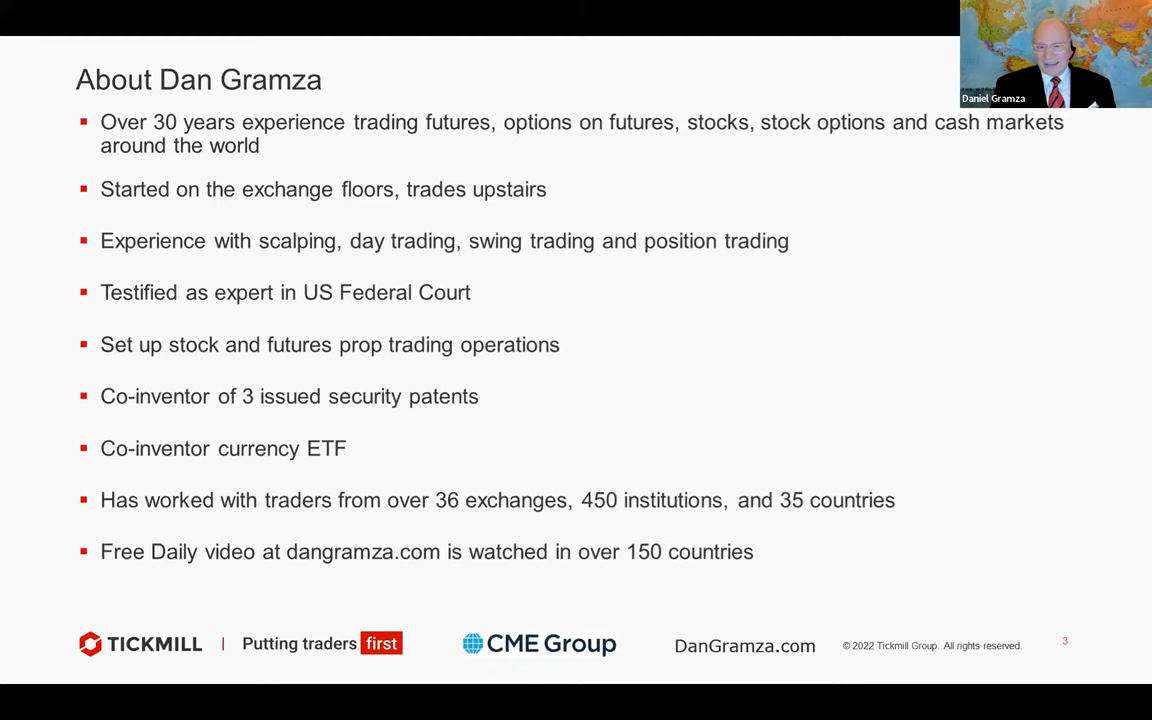 Daniel Gramza
About Dan Gramza
Over 30 years experience trading futures, options on futures, stocks, stock options and cash markets
around the world
Started on the exchange floors, trades upstairs
Experience with scalping, day trading, swing trading and position trading
Testified as expert in US Federal Court
Set up stock and futures prop trading operations
Co-inventor of 3 issued security patents
Co-inventor currency ETF
Has worked with traders from over 36 exchanges, 450 institutions, and 35 countries
Free Daily video at dangramza.com is watched in over 150 countries
TICKMILL | Putting traders first CME Group DanGramza.com © 2022 Tickmill Group. All rights reserved. 3